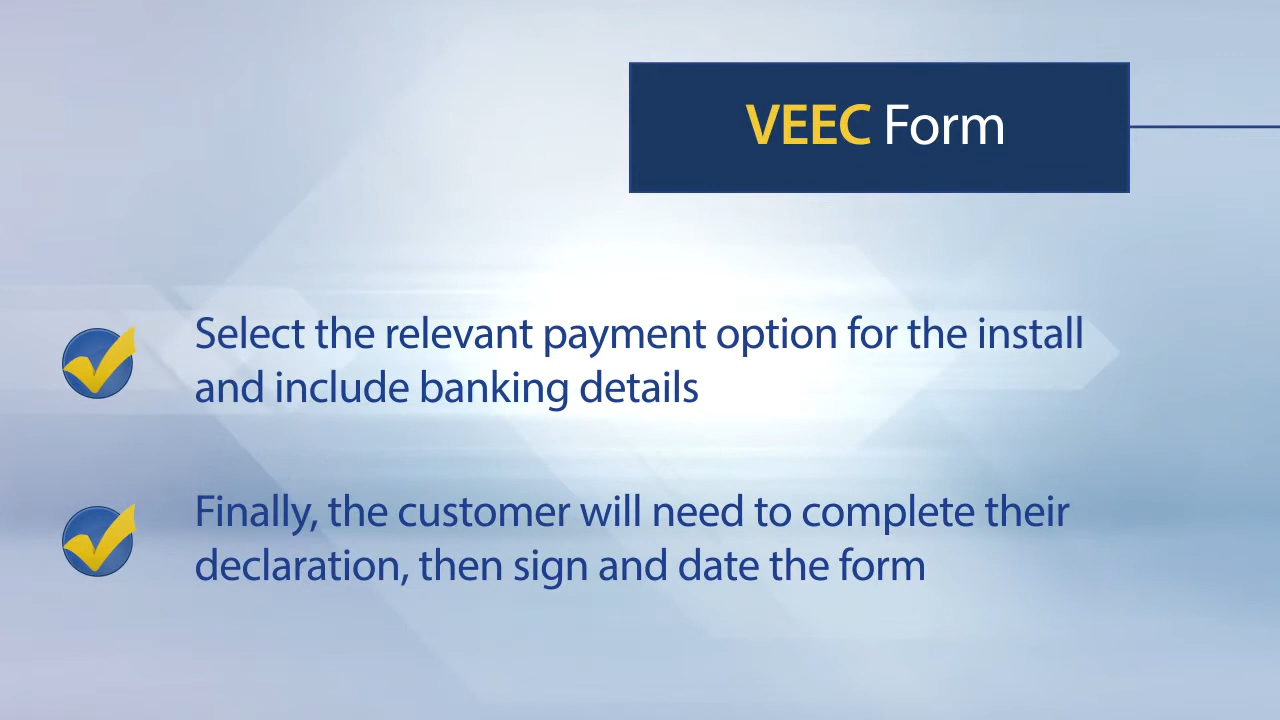 VEEC Form
Select the relevant payment option for the install
and include banking details
Finally, the customer will need to complete their
declaration, then sign and date the form